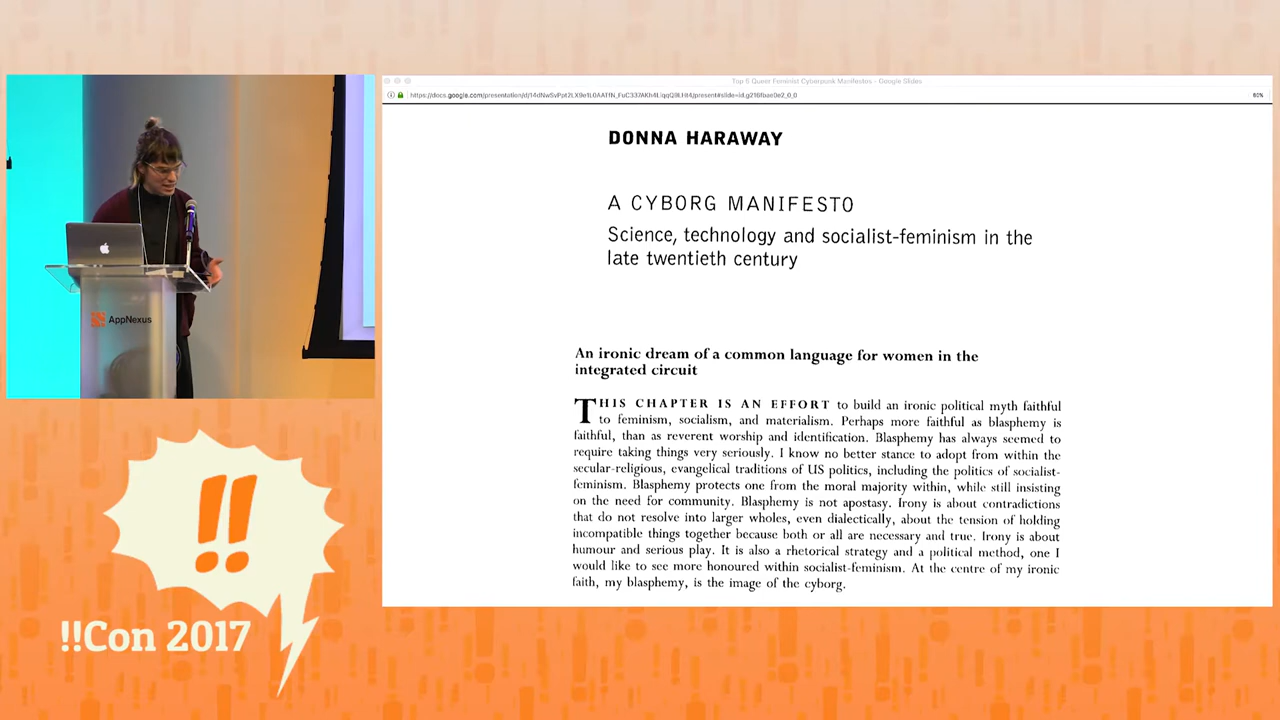 Top 6 Queer Feminist Cyberpunk Manifestos - Google Slides
60%
DONNA HARAWAY
A CYBORG MANIFESTO
Science, technology and socialist-feminism in the
late twentieth century
An ironic dream of a common language for women in the
integrated circuit
THIS CHAPTER IS AN EFFORT to build an ironic political myth faithful
to feminism, socialism, and materialism. Perhaps more faithful as blasphemy is
faithful, than as reverent worship and identification. Blasphemy has always seemed to
require taking things very seriously. I know no better stance to adopt from within the
secular-religious, evangelical traditions of US politics, including the politics of socialist-
feminism. Blasphemy protects one from the moral majority within, while still insisting
on the need for community. Blasphemy is not apostasy. Irony is about contradictions
that do not resolve into larger wholes, even dialectically, about the tension of holding
incompatible things together because both or all are necessary and true. Irony is about
humour and serious play. It is also a rhetorical strategy and a political method, one I
would like to see more honoured within socialist-feminism. At the centre of my ironic
faith, my blasphemy, is the image of the cyborg.
AppNexus
!!
!!Con 2017